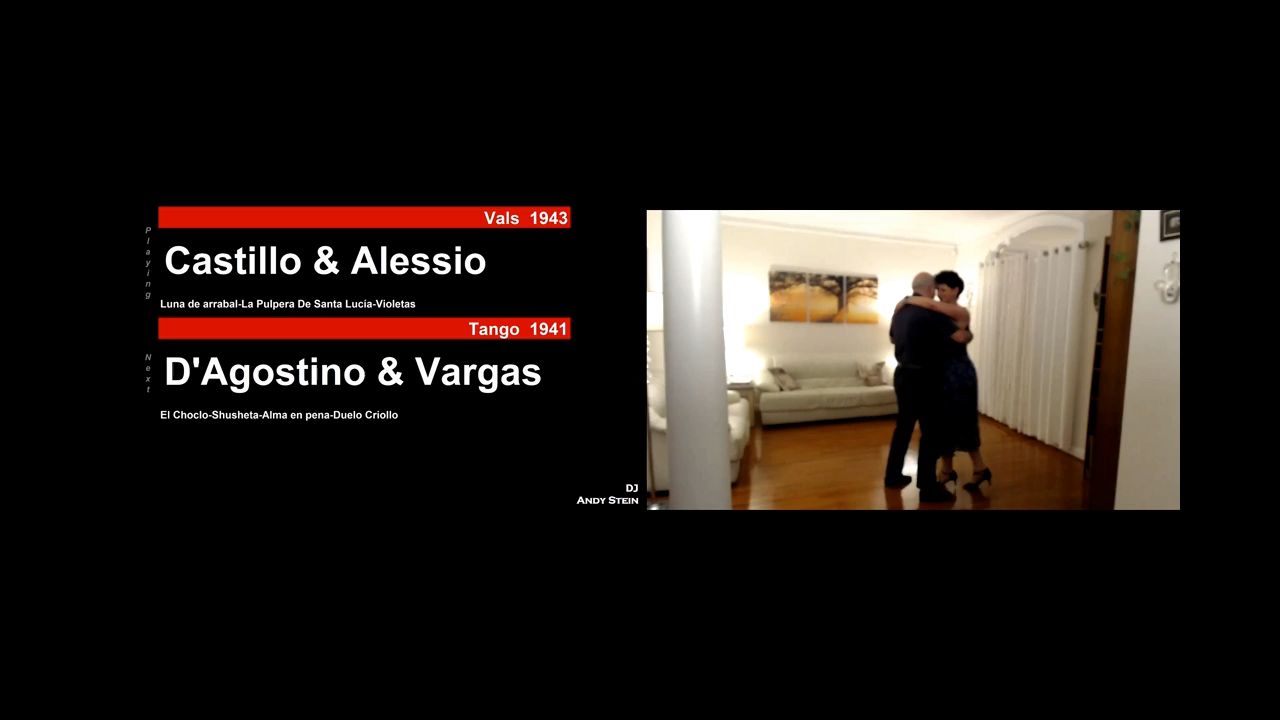 Vals 1943
Playing
Castillo & Alessio
Luna de arrabal-La Pulpera De Santa Lucía-Violetas
Tango 1941
Next
D'Agostino & Vargas
El Choclo-Shusheta-Alma en pena-Duelo Criollo
DJ
ANDY STEIN